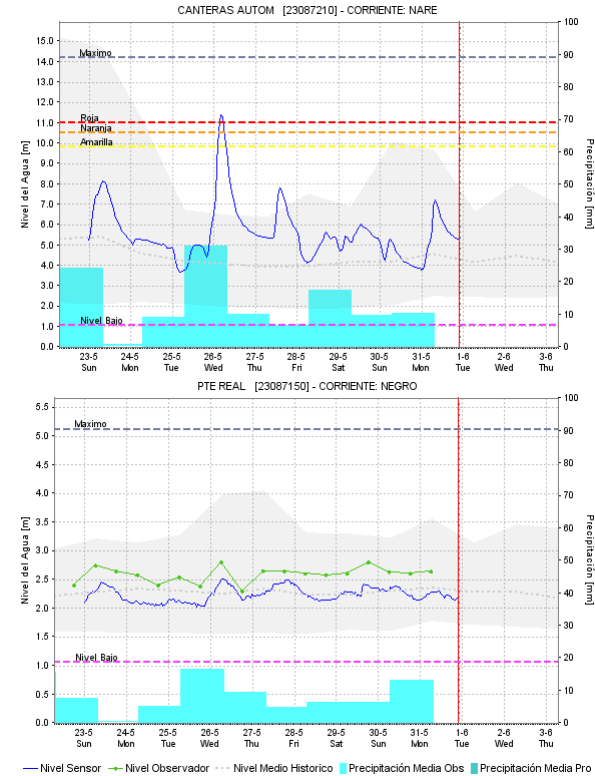 CANTERAS AUTOM [23087210] - CORRIENTE: NARE
Nivel del Agua [m]
15.0
14.0
13.0
12.0
11.0
10.0
9.0
8.0
7.0
6.0
5.0
4.0
3.0
2.0
1.0
0.0
Maximo
Roja
Naranja
Amarilla
Nivel Bajo
100
90
80
70
60
50
40
30
20
10
0
Precipitación [mm]
23-5 24-5 25-5 26-5 27-5 28-5 29-5 30-5 31-5 1-6 2-6 3-6
Sun Mon Tue Wed Thu Fri Sat Sun Mon Tue Wed Thu
PTE REAL [23087150] - CORRIENTE: NEGRO
Nivel del Agua [m]
5.5
5.0
4.5
4.0
3.5
3.0
2.5
2.0
1.5
1.0
0.5
0.0
Maximo
Nivel Bajo
100
90
80
70
60
50
40
30
20
10
0
Precipitación [mm]
23-5 24-5 25-5 26-5 27-5 28-5 29-5 30-5 31-5 1-6 2-6 3-6
Sun Mon Tue Wed Thu Fri Sat Sun Mon Tue Wed Thu
Nivel Sensor Nivel Observador Nivel Medio Historico Precipitación Media Obs Precipitación Media Pro